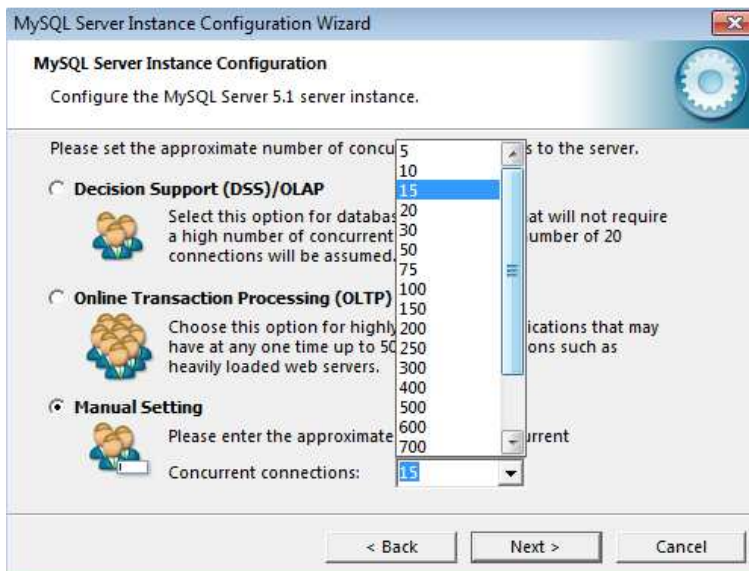 MySQL Server Instance Configuration Wizard
MySQL Server Instance Configuration
Configure the MySQL Server 5.1 server instance.
Please set the approximate number of s to the server.
Decision Support (DSS)/OLAP
Select this option for at will not require
a high number of concurrent umber of 20
connections will be assumed.
Online Transaction Processing (OLTP)
Choose this option for highly ications that may
have at any one time up to ons such as
heavily loaded web servers.
Manual Setting
Please enter the approximate urrent
Concurrent connections: 15
5
10
15
20
30
50
75
100
150
200
250
300
400
500
600
700
< Back Next > Cancel